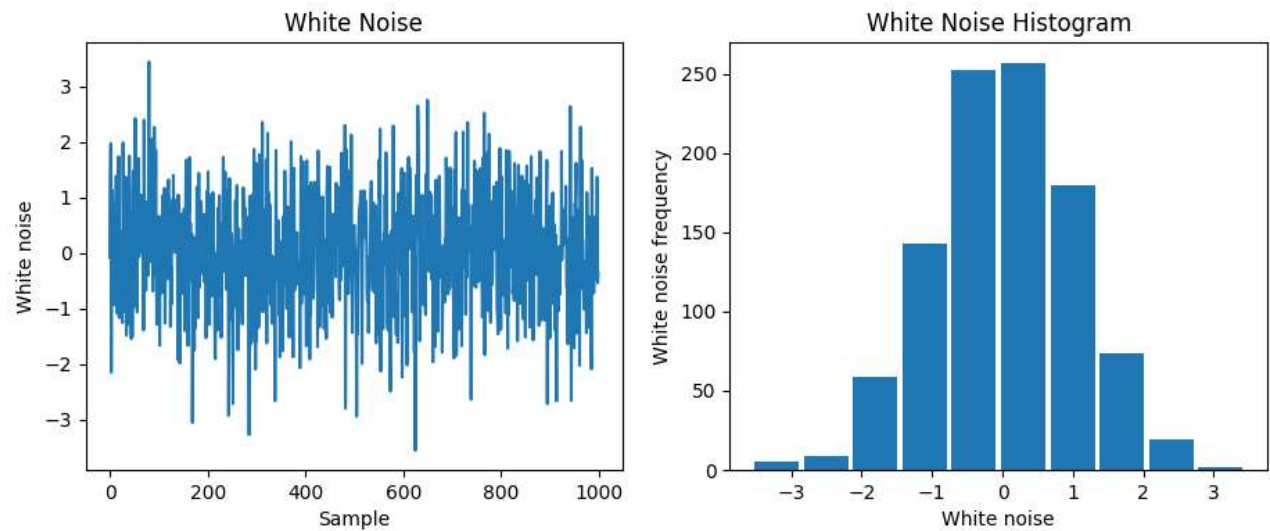 White Noise
3
2
1
0
−1
−2
−3
White noise
0 200 400 600 800 1000
Sample
White Noise Histogram
250
200
150
100
50
0
White noise frequency
−3 −2 −1 0 1 2 3
White noise